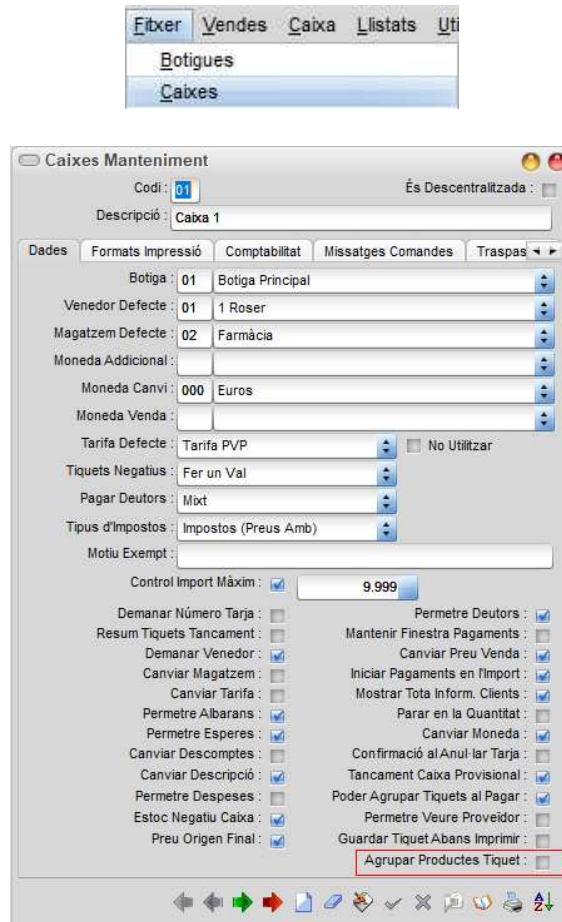 Fitxer Vendes Caixa Llistats Uti
Botigues
Caixes
Caixes Manteniment
Codi : 01 És Descentralitzada :
Descripció : Caixa 1
Dades Formats Impressió Comptabilitat Missatges Comandes Traspas
Botiga : 01 Botiga Principal
Venedor Defecte : 01 1 Roser
Magatzem Defecte : 02 Farmàcia
Moneda Addicional :
Moneda Canvi : 000 Euros
Moneda Venda :
Tarifa Defecte : Tarifa PVP No Utilitzar
Tiquets Negatius : Fer un Val
Pagar Deutors : Mixt
Tipus d'Impostos : Impostos (Preus Amb)
Motiu Exempt :
Control Import Màxim : 9.999
Demanar Número Tarja : Permetre Deutors :
Resum Tiquets Tancament : Mantenir Finestra Pagaments :
Demanar Venedor : Canviar Preu Venda :
Canviar Magatzem : Iniciar Pagaments en l'Import :
Canviar Tarifa : Mostrar Tota Inform. Clients :
Permetre Albarans : Parar en la Quantitat :
Permetre Esperes : Canviar Moneda :
Canviar Descomptes : Confirmació al Anul·lar Tarja :
Canviar Descripció : Tancament Caixa Provisional :
Permetre Despeses : Poder Agrupar Tiquets al Pagar :
Estoc Negatiu Caixa : Permetre Veure Proveïdor :
Preu Origen Final : Guardar Tiquet Abans Imprimir :
Agrupar Productes Tiquet :